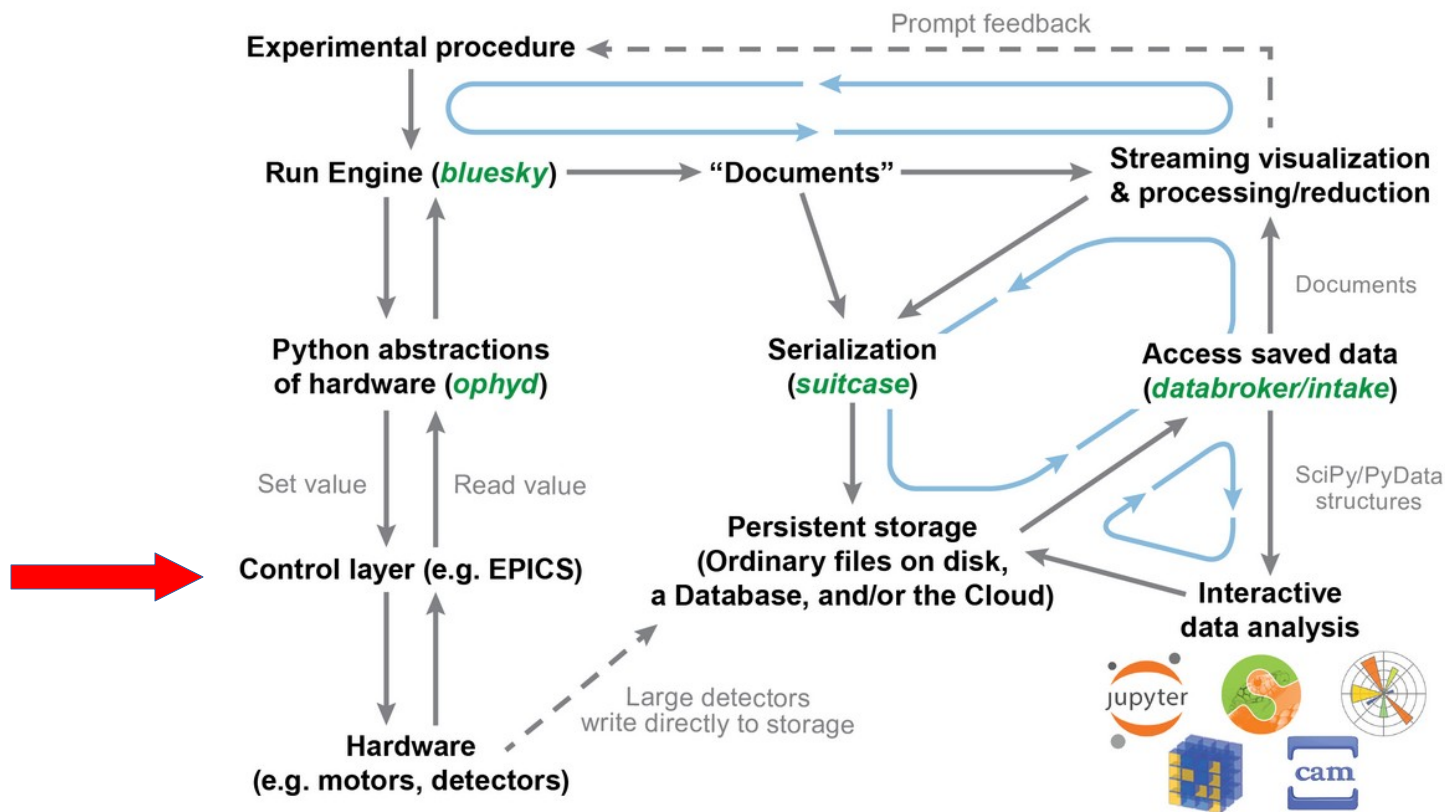 Prompt feedback
Experimental procedure
Run Engine (bluesky)
“Documents”
Streaming visualization
& processing/reduction
Documents
Python abstractions
of hardware (ophyd)
Serialization
(suitcase)
Access saved data
(databroker/intake)
Set value
Read value
SciPy/PyData
structures
Control layer (e.g. EPICS)
Persistent storage
(Ordinary files on disk,
a Database, and/or the Cloud)
Interactive
data analysis
Large detectors
write directly to storage
Hardware
(e.g. motors, detectors)
jupyter
cam